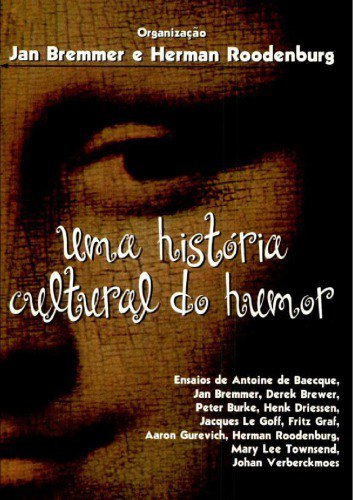 Organização
Jan Bremmer e Herman Roodenburg
uma história
cultural do humor
Ensaios de Antoine de Baecque,
Jan Bremmer, Derek Brewer,
Peter Burke, Henk Driessen,
Jacques Le Goff, Fritz Graf,
Aaron Gurevich, Herman Roodenburg,
Mary Lee Townsend,
Johan Verberckmoes